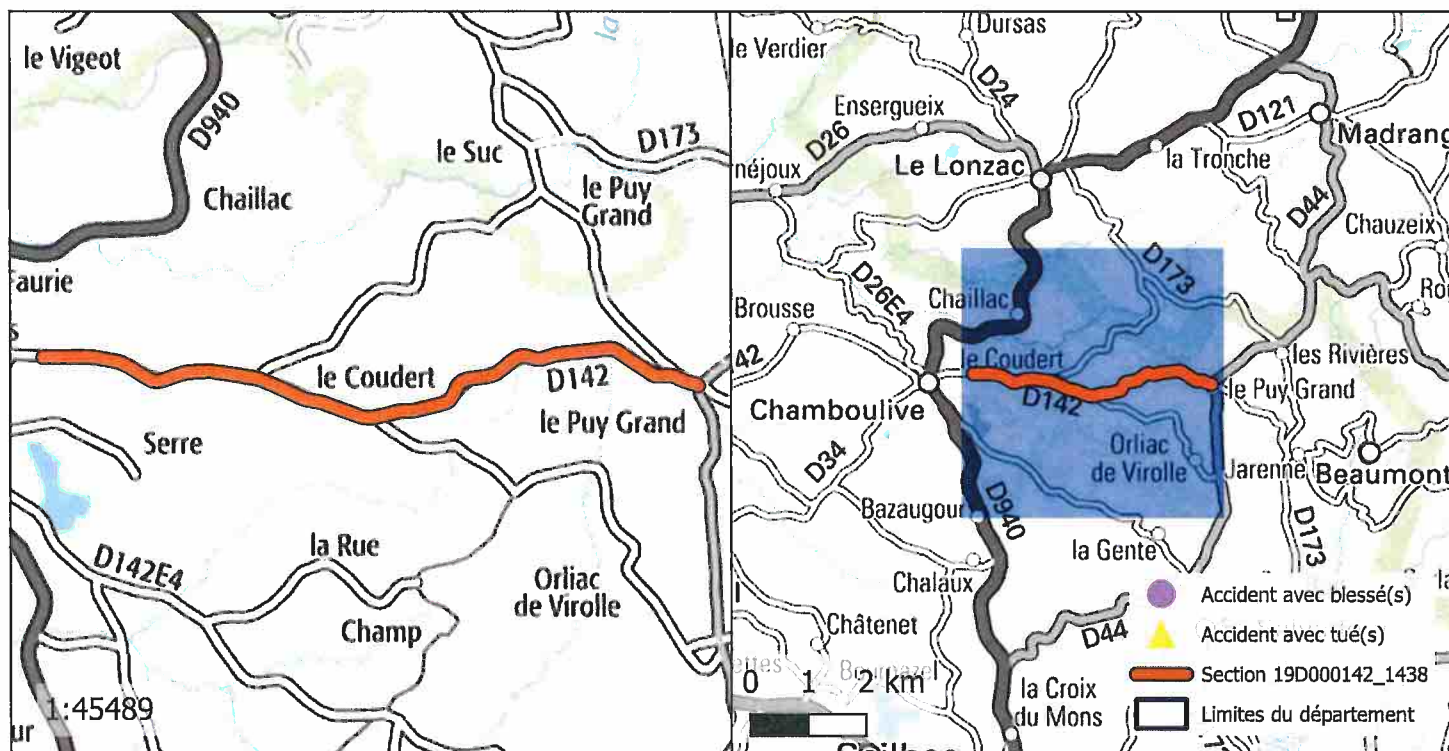 le Vigeot
D940
Chaillac
le Suc
D173
le Puy
Grand
Faurie
s
le Coudert
D142
le Puy Grand
Serre
D142E4
la Rue
Champ
Orliac
de Virolle
1:45489
ur
la
Dursas
le Verdier
D24
Ensergueix
D26
D121
Madrang
la Tronche
Le Lonzac
néjoux
D44
Chauzeix
D173
D26E4
Chaillac
Brousse
42
le Coudert
les Rivières
le Puy Grand
D142
Chamboulive
Orliac
de Virolle
Jarenne
Beaumont
D34
Bazaugour
D940
la Gente
D173
Chalaux
Châtenet
D44
la Croix
du Mons
0 1 2 km
Accident avec blessé(s)
Accident avec tué(s)
Section 19D000142_1438
Limites du département